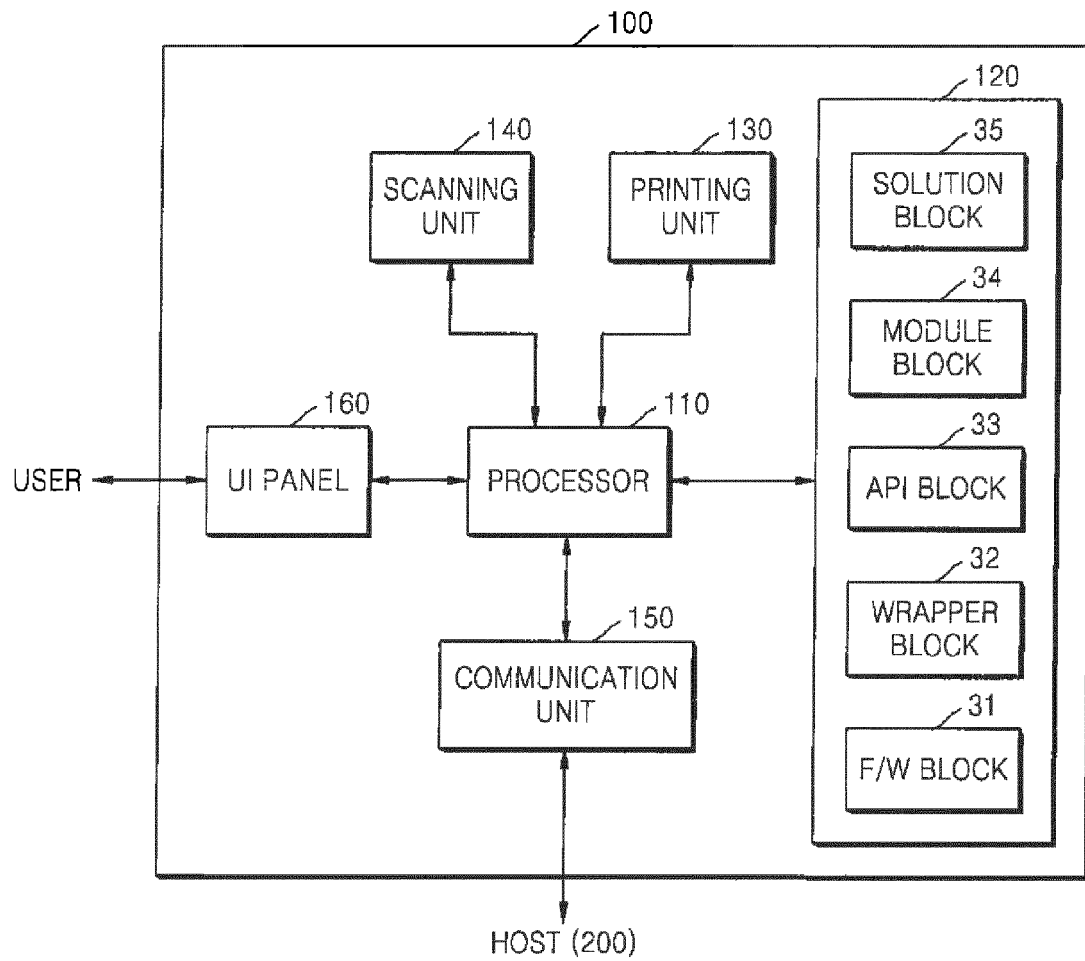 100
120
140
SCANNING
UNIT
130
PRINTING
UNIT
35
SOLUTION
BLOCK
34
MODULE
BLOCK
160
UI PANEL
110
PROCESSOR
33
API BLOCK
USER
32
WRAPPER
BLOCK
150
COMMUNICATION
UNIT
31
F/W BLOCK
HOST (200)